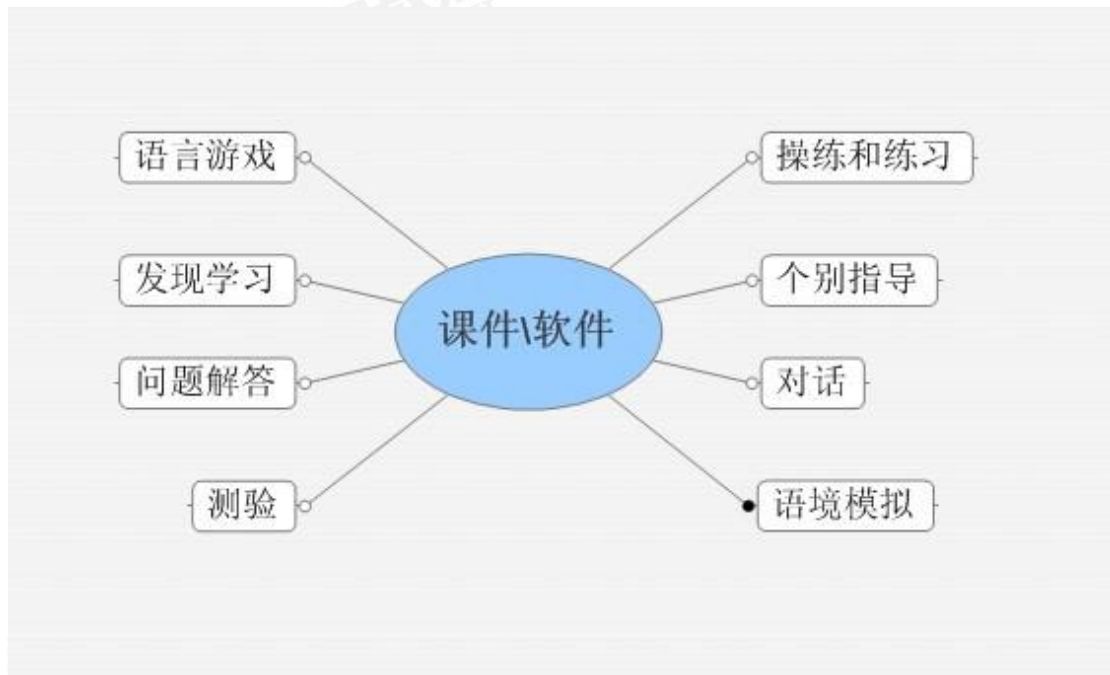 语言游戏
操练和练习
发现学习
个别指导
课件\软件
问题解答
对话
测验
语境模拟